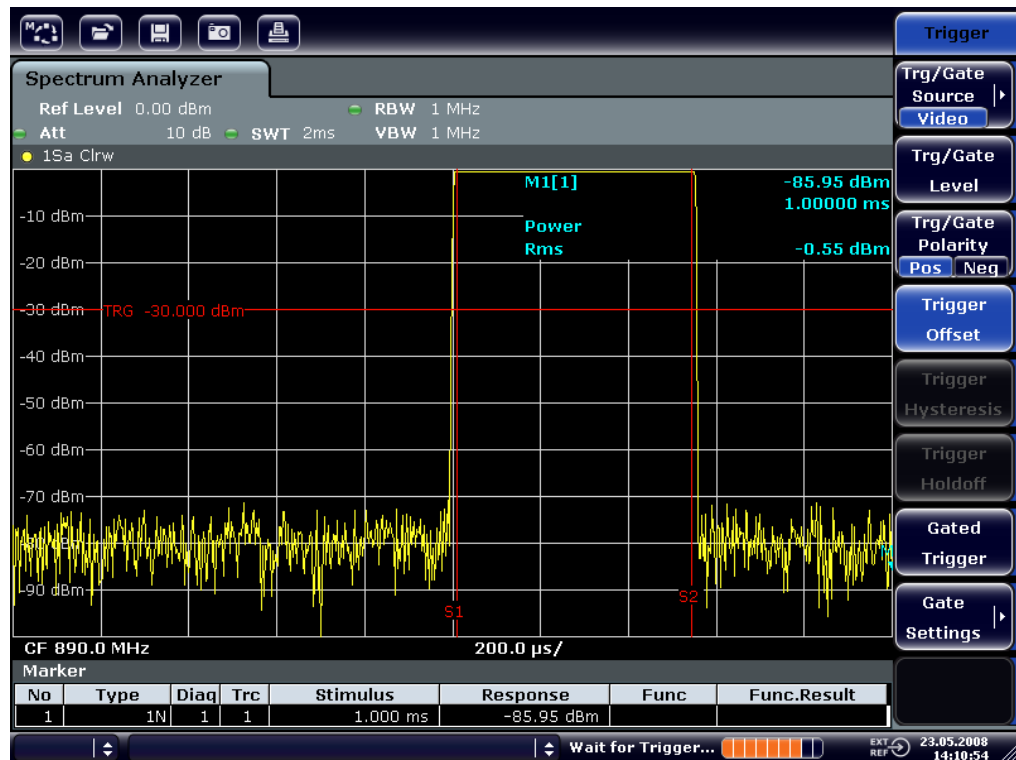 Trigger
Spectrum Analyzer
Ref Level 0.00 dBm RBW 1 MHz
Att 10 dB SWT 2ms VBW 1 MHz
1Sa Clrw
M1[1] -85.95 dBm
1.00000 ms
Power
Rms -0.55 dBm
-10 dBm
-20 dBm
-30 dBm
TRG -30.000 dBm
-40 dBm
-50 dBm
-60 dBm
-70 dBm
-80 dBm
-90 dBm
S1
S2
CF 890.0 MHz 200.0 µs/
Marker
No Type Diag Trc Stimulus Response Func Func.Result
1 1N 1 1 1.000 ms -85.95 dBm
Wait for Trigger... EXT REF 23.05.2008
14:10:54
Trg/Gate
Source
Video
Trg/Gate
Level
Trg/Gate
Polarity
Pos Neg
Trigger
Offset
Trigger
Hysteresis
Trigger
Holdoff
Gated
Trigger
Gate
Settings